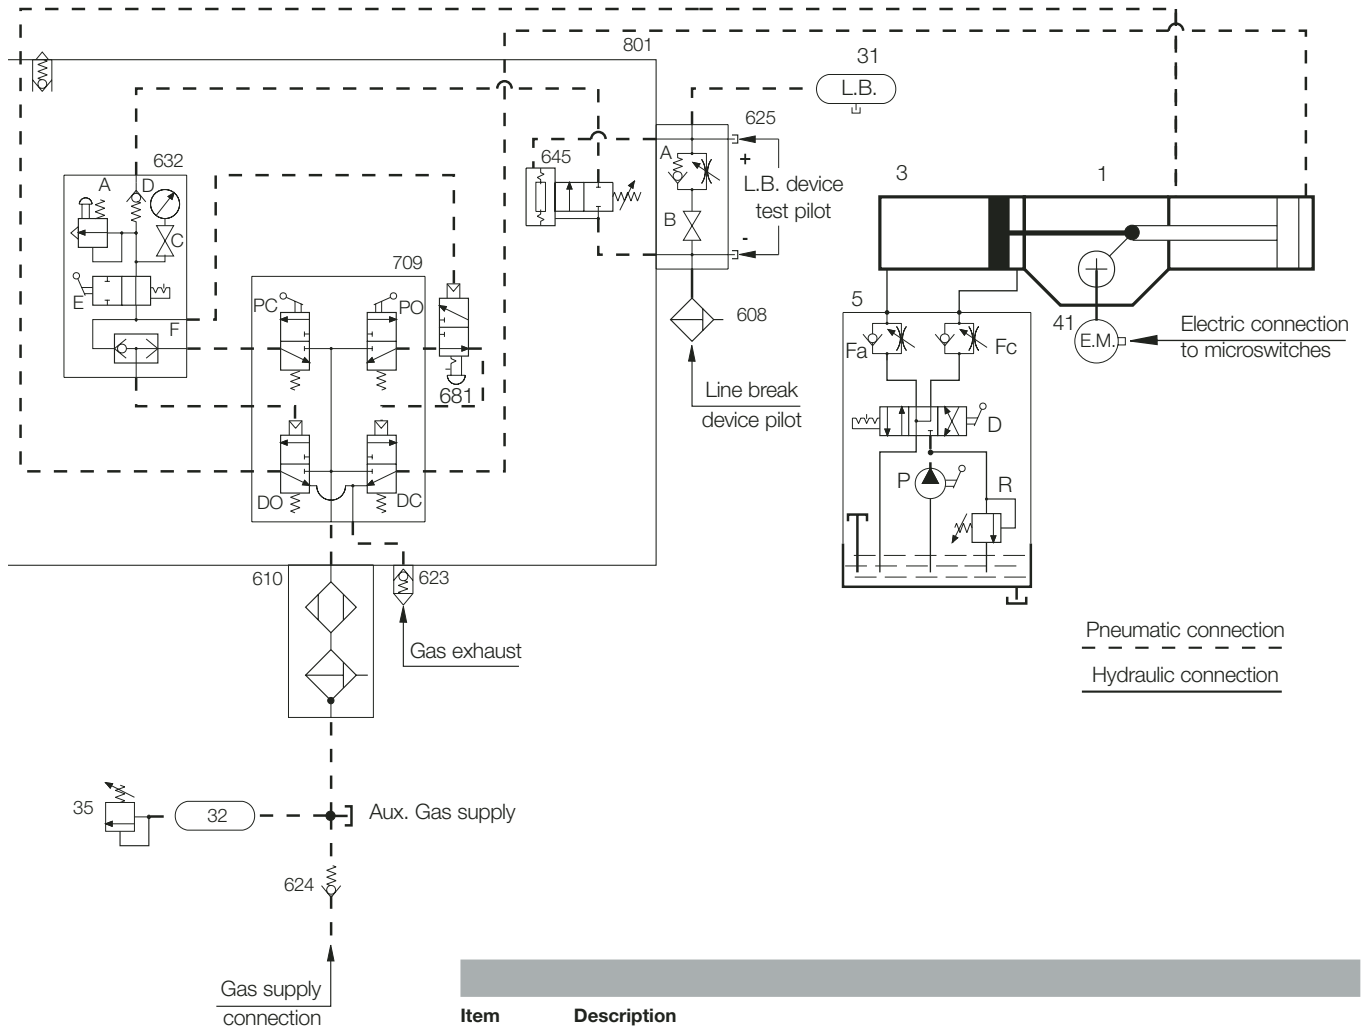 801
31
L.B.
625
A
+
L.B. device
test pilot
B
-
645
632
A
D
C
E
F
3
1
709
PC
PO
681
608
5
41
E.M.
Electric connection
to microswitches
Fa
Fc
Line break
device pilot
D
P
R
DO
DC
610
623
Gas exhaust
Pneumatic connection
Hydraulic connection
35
32
Aux. Gas supply
624
Gas supply
connection
Item Description